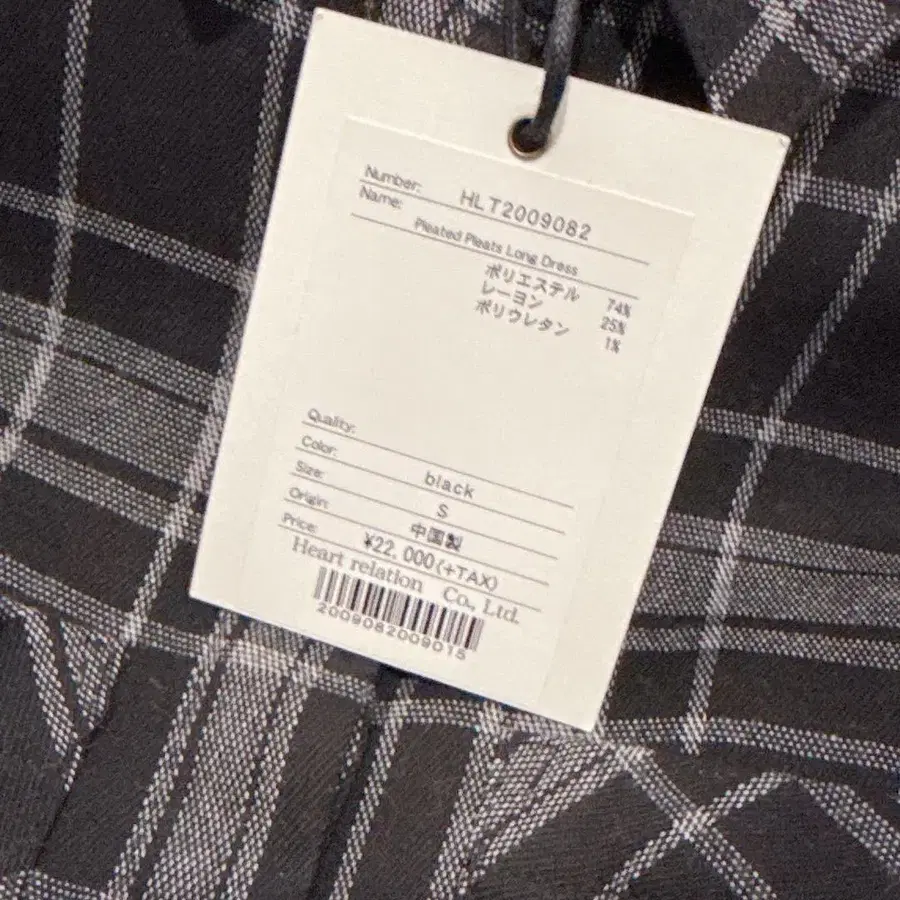 Number: HLT2009082
Name:
Pleated Pleats Long Dress
ポリエステル 74%
レーヨン 25%
ポリウレタン 1%
Quality:
Color: black
Size: S
Origin: 中国製
Price: ¥22,000(+TAX)
Heart relation Co., Ltd.
2009082009015